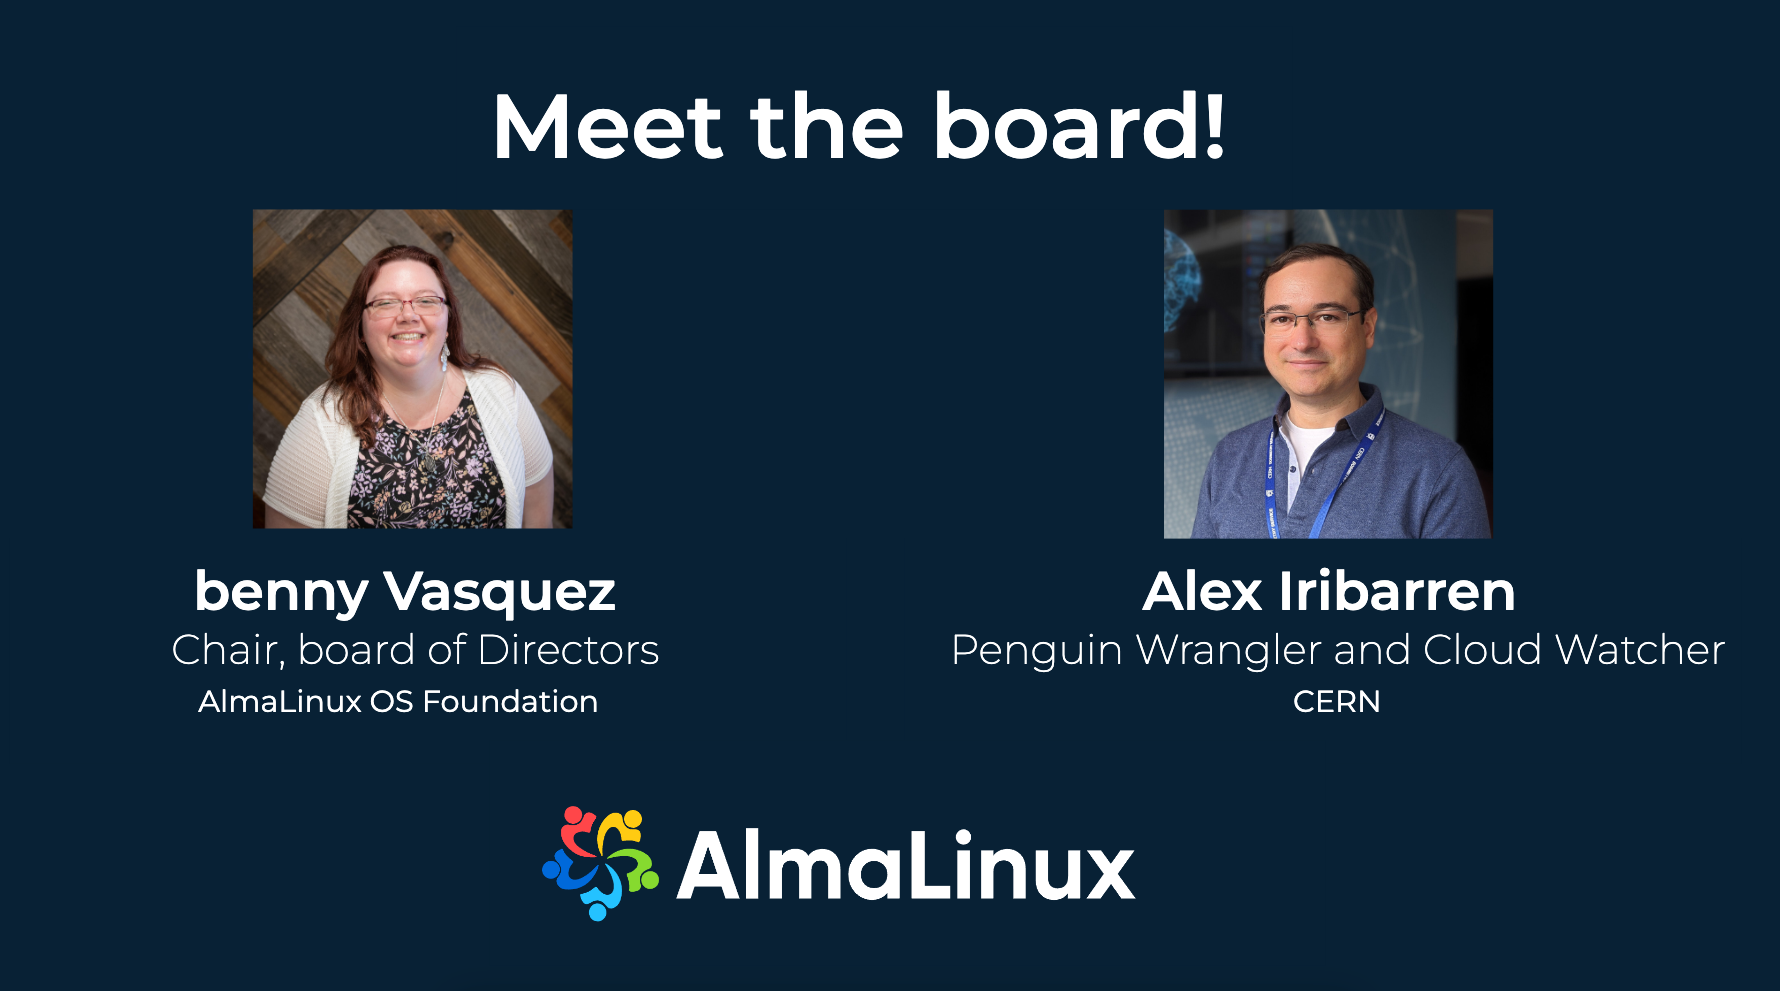 Meet the board!
benny Vasquez
Chair, board of Directors
AlmaLinux OS Foundation
Alex Iribarren
Penguin Wrangler and Cloud Watcher
CERN
AlmaLinux